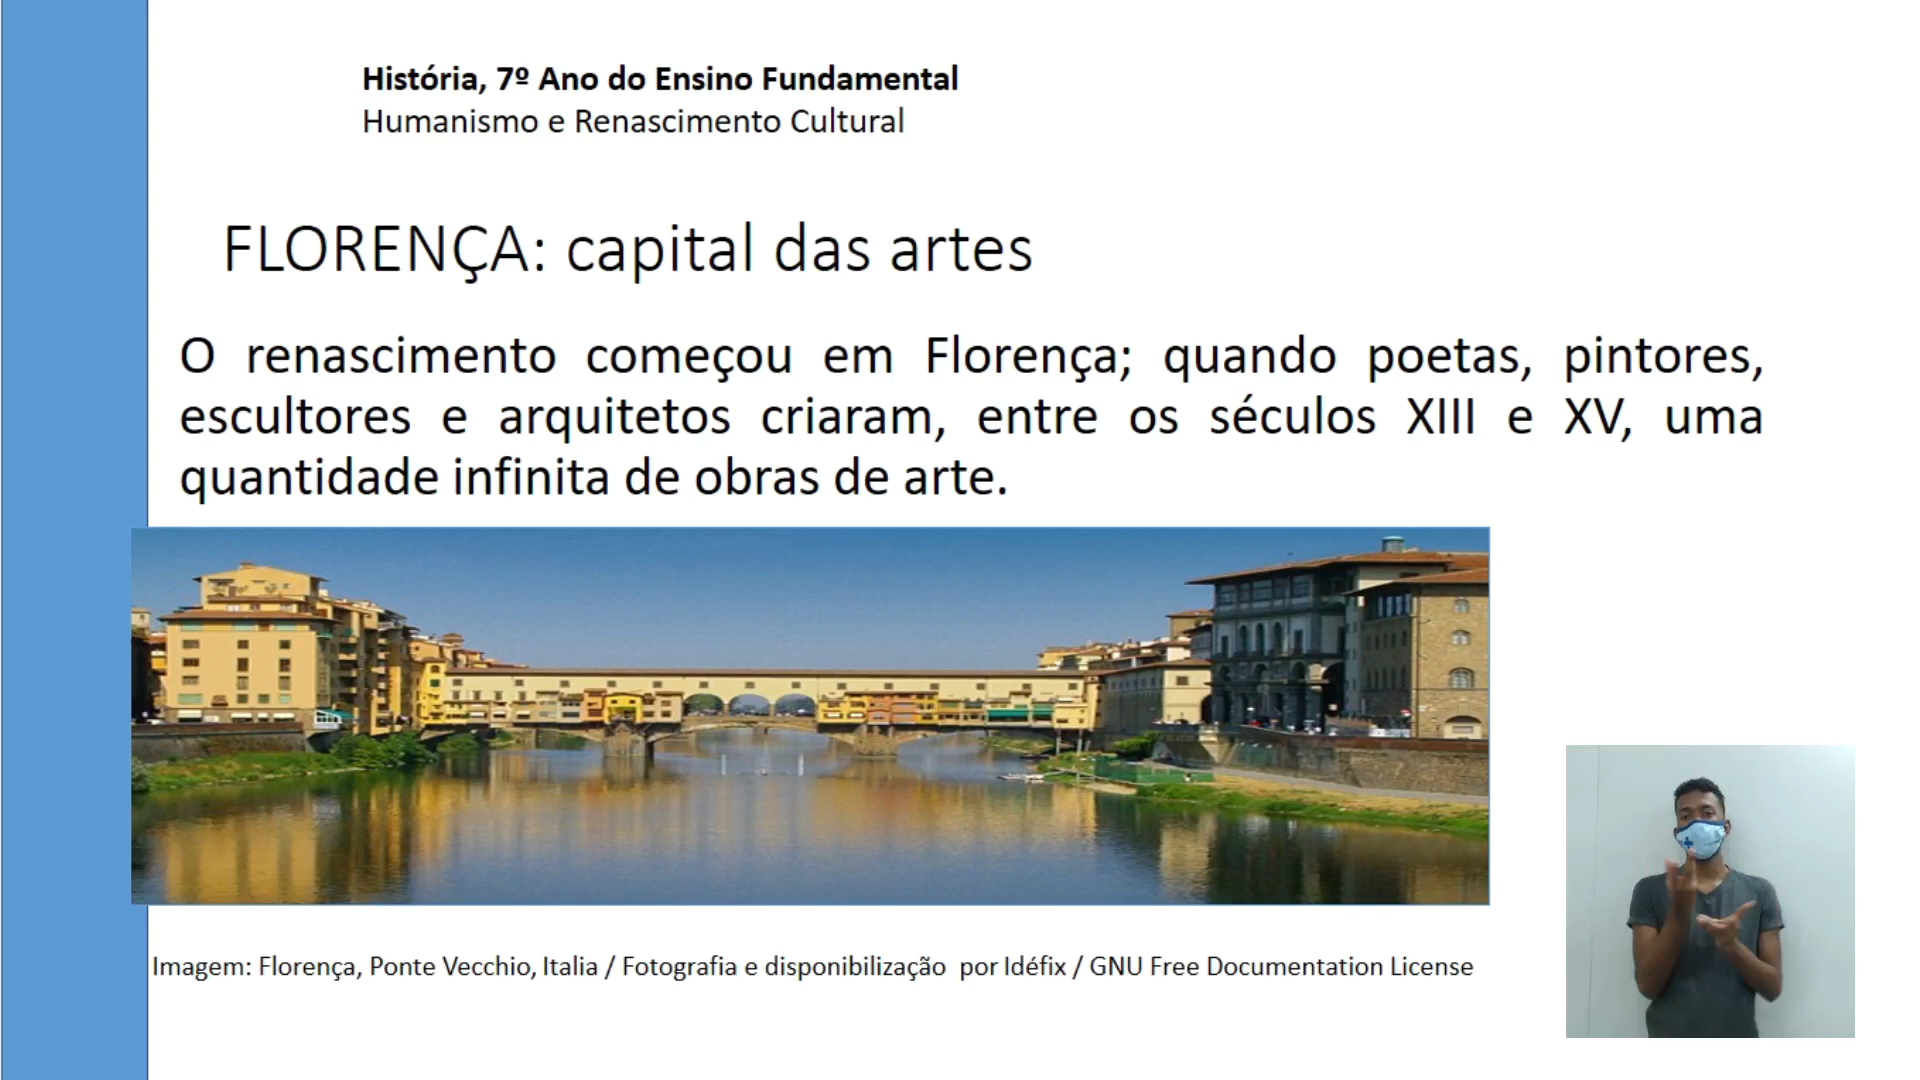 História, 7º Ano do Ensino Fundamental
Humanismo e Renascimento Cultural
FLORENÇA: capital das artes
O renascimento começou em Florença; quando poetas, pintores,
escultores e arquitetos criaram, entre os séculos XIII e XV, uma
quantidade infinita de obras de arte.
Imagem: Florença, Ponte Vecchio, Italia / Fotografia e disponibilização por Idéfix / GNU Free Documentation License